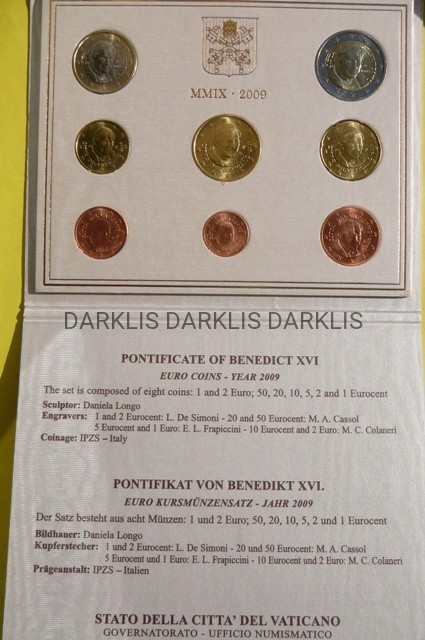 MMIX · 2009
DARKLIS DARKLIS DARKLIS
PONTIFICATE OF BENEDICT XVI
EURO COINS - YEAR 2009
The set is composed of eight coins: 1 and 2 Euro; 50, 20, 10, 5, 2 and 1 Eurocent
Sculptor: Daniela Longo
Engravers: 1 and 2 Eurocent: L. De Simoni - 20 and 50 Eurocent: M. A. Cassol
5 Eurocent and 1 Euro: E. L. Frapiccini - 10 Eurocent and 2 Euro: M. C. Colaneri
Coinage: IPZS – Italy
PONTIFIKAT VON BENEDIKT XVI.
EURO KURSMÜNZENSATZ - JAHR 2009
Der Satz besteht aus acht Münzen: 1 und 2 Euro; 50, 20, 10, 5, 2 und 1 Eurocent
Bildhauer: Daniela Longo
Kupferstecher: 1 und 2 Eurocent: L. De Simoni - 20 und 50 Eurocent: M. A. Cassol
5 Eurocent und 1 Euro: E. L. Frapiccini - 10 Eurocent und 2 Euro: M. C. Colaneri
Prägeanstalt: IPZS – Italien
STATO DELLA CITTA' DEL VATICANO
GOVERNATORATO - UFFICIO NUMISMATICO